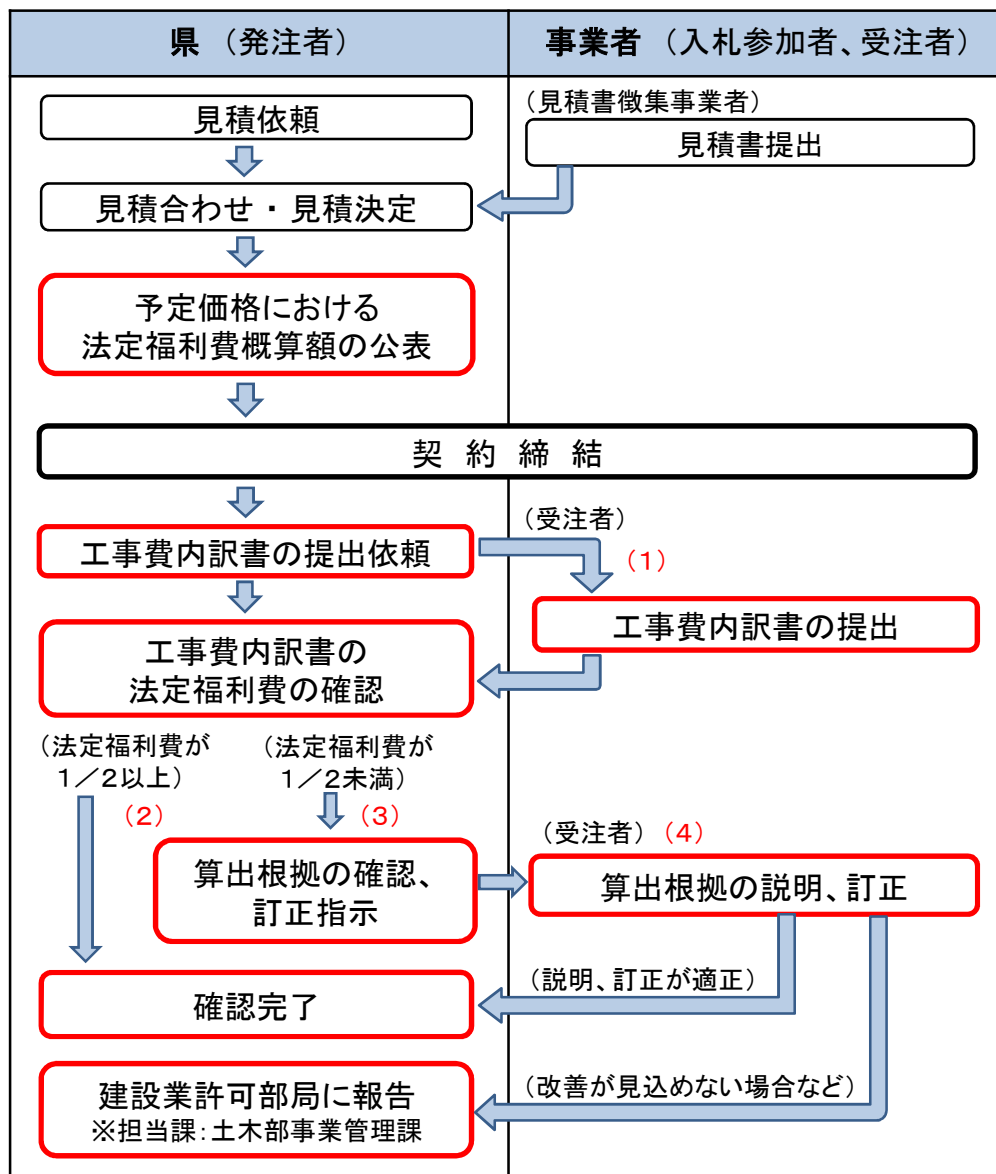 県 （発注者）
事業者 （入札参加者、受注者）
見積依頼
（見積書徴集事業者）
見積書提出
見積合わせ ・ 見積決定
予定価格における
法定福利費概算額の公表
契 約 締 結
工事費内訳書の提出依頼
（受注者）
（1）
工事費内訳書の提出
工事費内訳書の
法定福利費の確認
（法定福利費が
1／2以上）
（2）
（法定福利費が
1／2未満）
（3）
算出根拠の確認、
訂正指示
（受注者）（4）
算出根拠の説明、訂正
（説明、訂正が適正）
確認完了
（改善が見込めない場合など）
建設業許可部局に報告
※担当課：土木部事業管理課